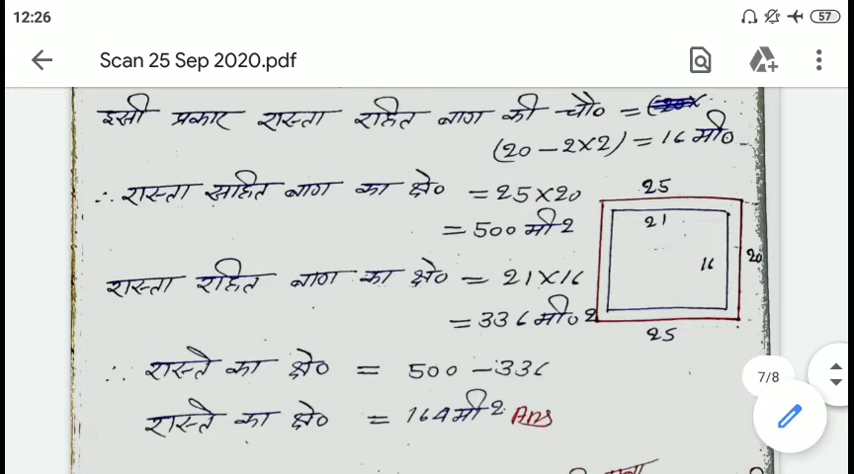 12:26 57
Scan 25 Sep 2020.pdf
इसी प्रकार रास्ता रहित बाग की चौ० =
(20 – 2×2) = 16 मी०
∴ रास्ता सहित बाग का क्षे० = 25×20
= 500 मी2
रास्ता रहित बाग का क्षे० = 21×16
= 336 मी०2
25
21
16
20
25
∴ रास्ते का क्षे० = 500 – 336
रास्ते का क्षे० = 164 मी2 Ans
7/8